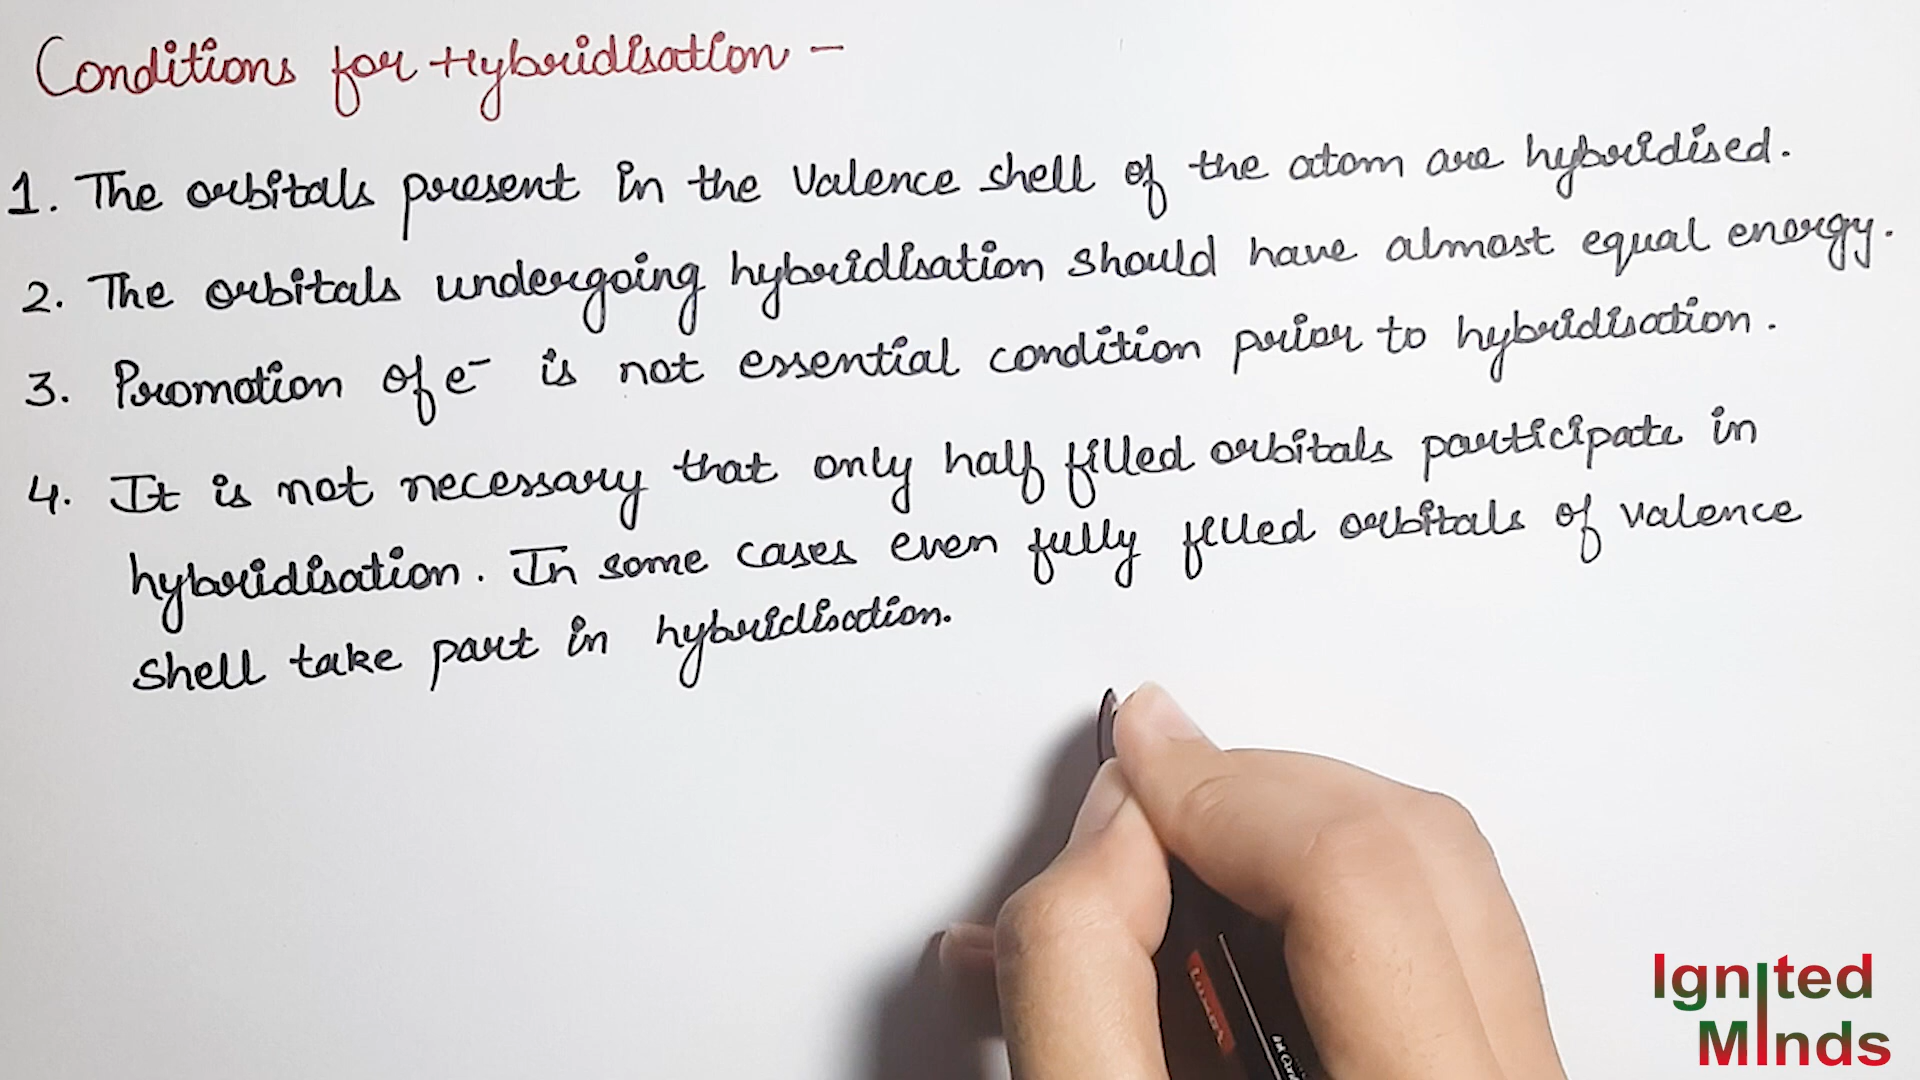 Conditions for Hybridisation -
1. The orbitals present in the valence shell of the atom are hybridised.
2. The orbitals undergoing hybridisation should have almost equal energy.
3. Promotion of e⁻ is not essential condition prior to hybridisation.
4. It is not necessary that only half filled orbitals participate in
hybridisation. In some cases even fully filled orbitals of valence
shell take part in hybridisation.
Ignited
Minds